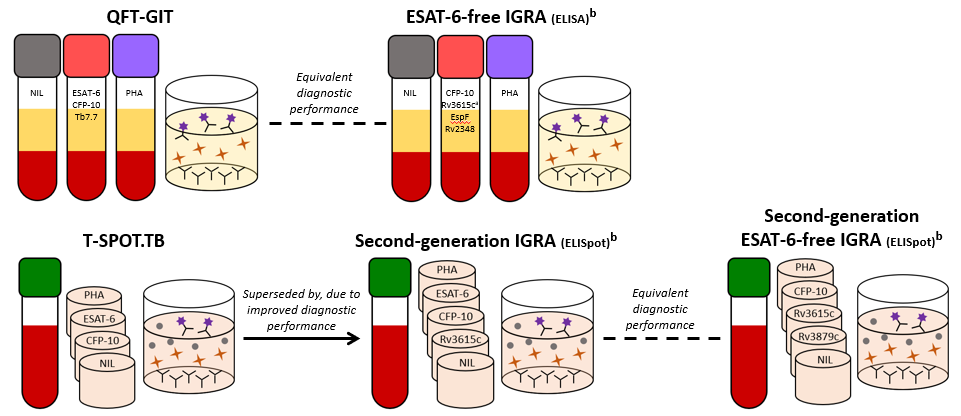 QFT-GIT
ESAT-6-free IGRA (ELISA)b
NIL
ESAT-6
CFP-10
Tb7.7
PHA
Equivalent
diagnostic
performance
NIL
CFP-10
Rv3615cª
EspF
Rv2348
PHA
T-SPOT.TB
Second-generation IGRA (ELISpot)b
Second-generation
ESAT-6-free IGRA (ELISpot)b
PHA
ESAT-6
CFP-10
NIL
Superseded by, due to
improved diagnostic
performance
PHA
ESAT-6
CFP-10
Rv3615c
NIL
Equivalent
diagnostic
performance
PHA
CFP-10
Rv3615c
Rv3879c
NIL